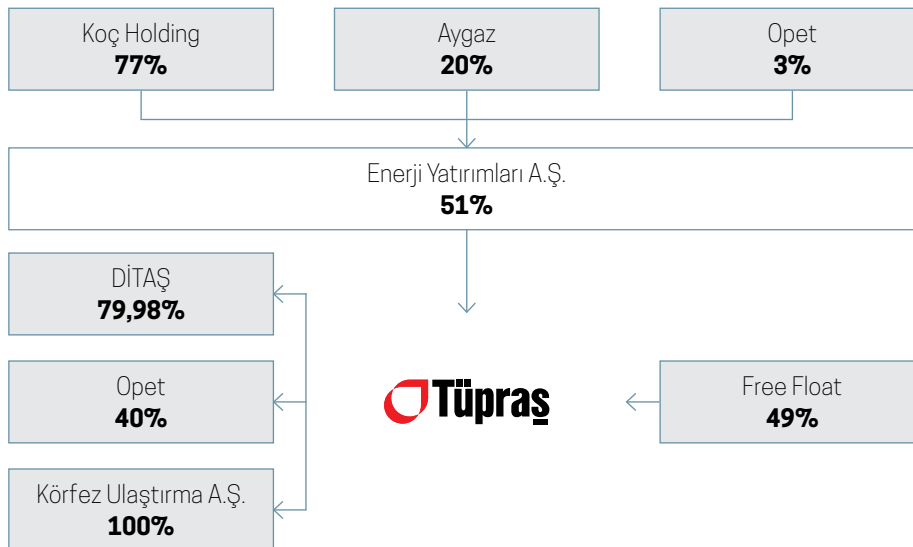 Koç Holding
77%
Aygaz
20%
Opet
3%
Enerji Yatırımları A.Ş.
51%
DİTAŞ
79,98%
Opet
40%
Körfez Ulaştırma A.Ş.
100%
Tüpraş
Free Float
49%